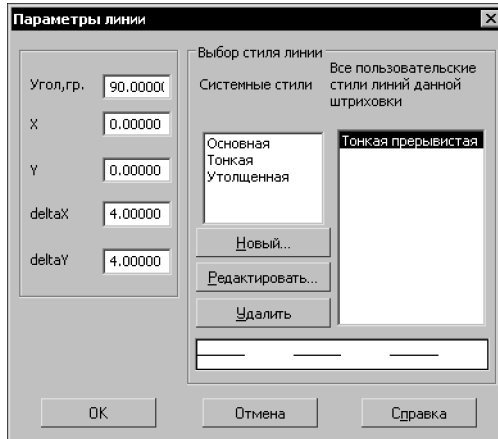 Параметры линии
Выбор стиля линии
Угол,гр. 90.0000
X 0.00000
Y 0.00000
deltaX 4.00000
deltaY 4.00000
Системные стили
Все пользовательские
стили линий данной
штриховки
Основная
Тонкая
Утолщенная
Тонкая прерывистая
Новый...
Редактировать...
Удалить
OK
Отмена
Справка